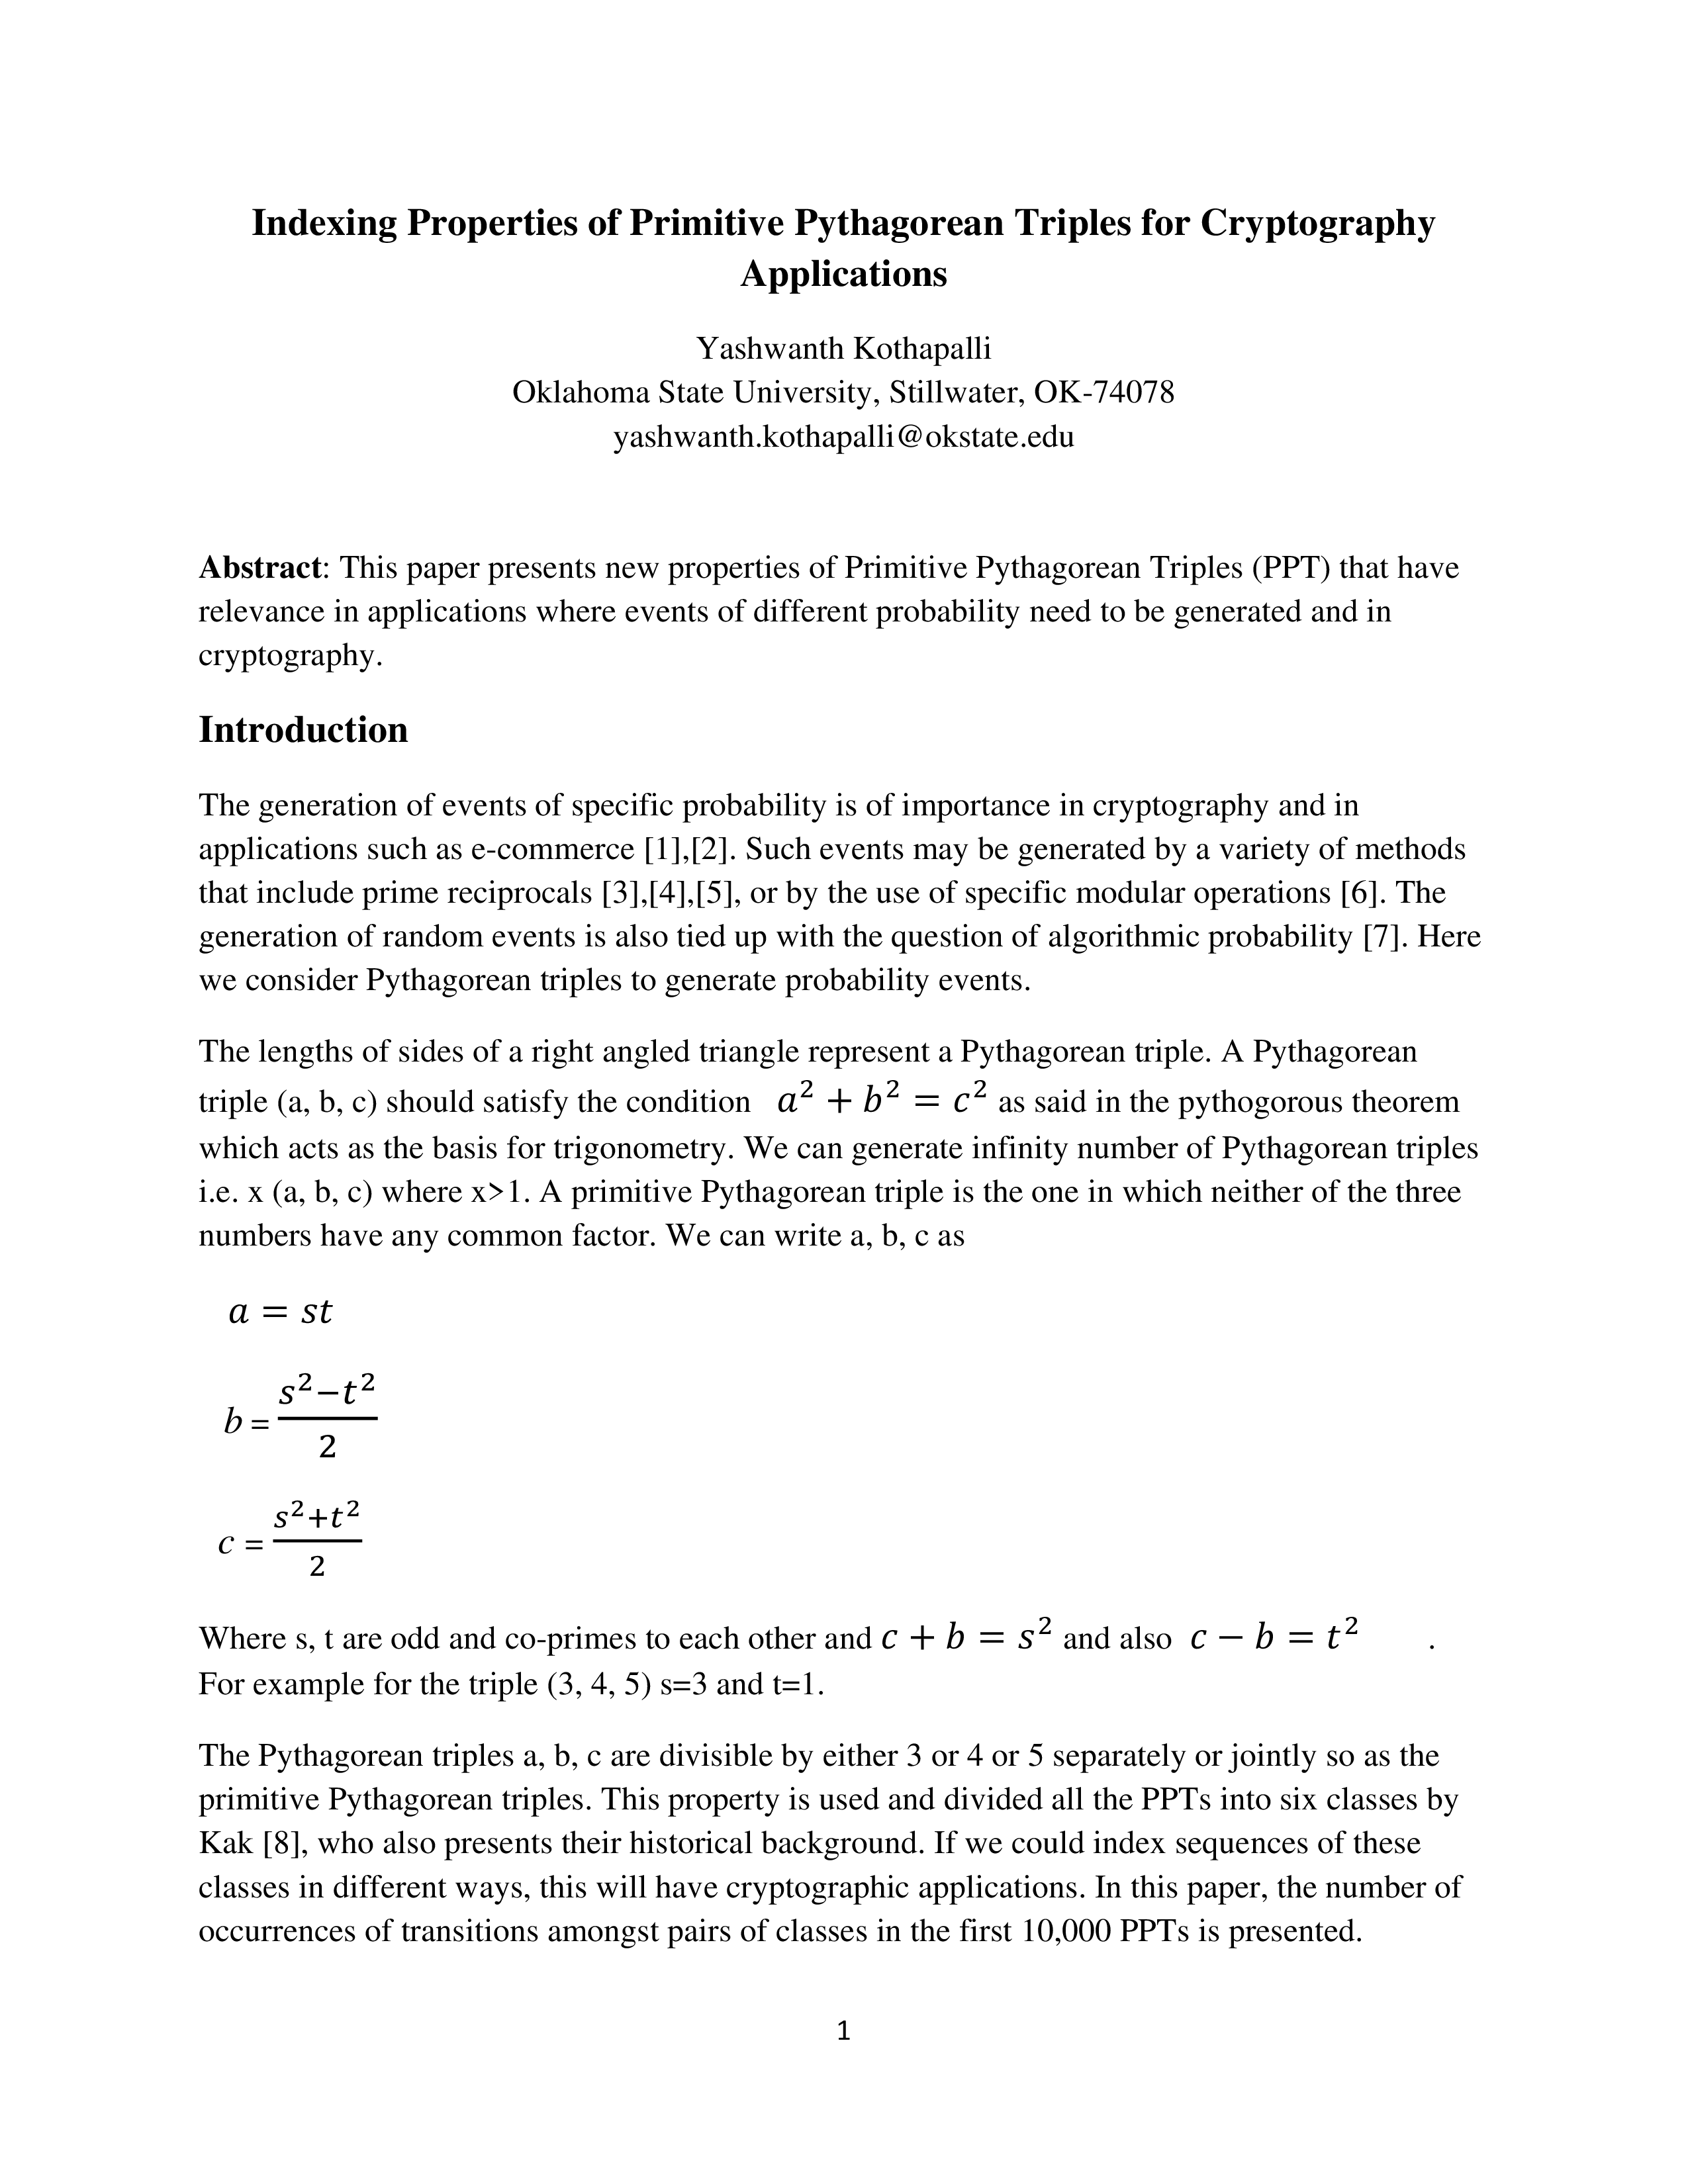 Indexing Properties of Primitive Pythagorean Triples for Cryptography
Applications
Yashwanth Kothapalli
Oklahoma State University, Stillwater, OK-74078
yashwanth.kothapalli@okstate.edu
Abstract: This paper presents new properties of Primitive Pythagorean Triples (PPT) that have
relevance in applications where events of different probability need to be generated and in
cryptography.
Introduction
The generation of events of specific probability is of importance in cryptography and in
applications such as e-commerce [1],[2]. Such events may be generated by a variety of methods
that include prime reciprocals [3],[4],[5], or by the use of specific modular operations [6]. The
generation of random events is also tied up with the question of algorithmic probability [7]. Here
we consider Pythagorean triples to generate probability events.
The lengths of sides of a right angled triangle represent a Pythagorean triple. A Pythagorean
triple (a, b, c) should satisfy the condition a² + b² = c² as said in the pythogorous theorem
which acts as the basis for trigonometry. We can generate infinity number of Pythagorean triples
i.e. x (a, b, c) where x>1. A primitive Pythagorean triple is the one in which neither of the three
numbers have any common factor. We can write a, b, c as
a = st
b = (s²−t²)/2
c = (s²+t²)/2
Where s, t are odd and co-primes to each other and c + b = s² and also c − b = t² .
For example for the triple (3, 4, 5) s=3 and t=1.
The Pythagorean triples a, b, c are divisible by either 3 or 4 or 5 separately or jointly so as the
primitive Pythagorean triples. This property is used and divided all the PPTs into six classes by
Kak [8], who also presents their historical background. If we could index sequences of these
classes in different ways, this will have cryptographic applications. In this paper, the number of
occurrences of transitions amongst pairs of classes in the first 10,000 PPTs is presented.
1